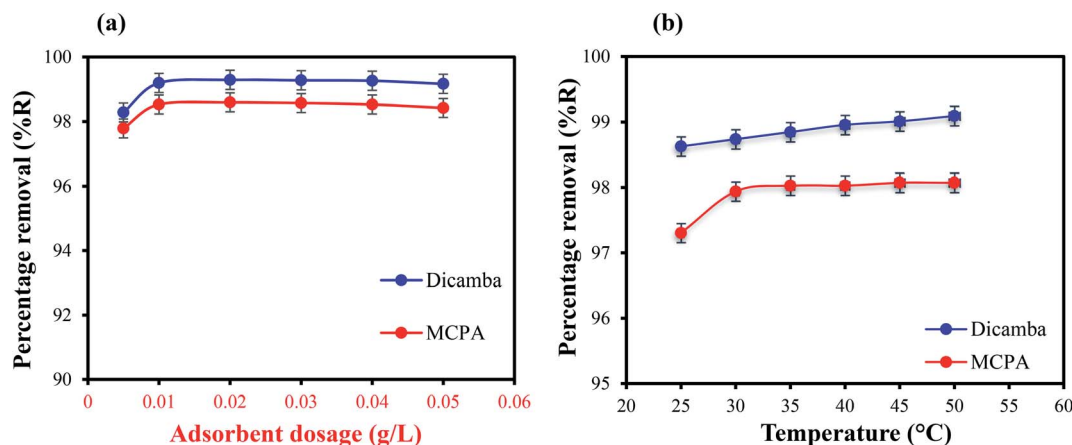 (a)
Percentage removal (%R)
100
98
96
94
92
90
0 0.01 0.02 0.03 0.04 0.05 0.06
Adsorbent dosage (g/L)
Dicamba
MCPA
(b)
Percentage removal (%R)
100
99
98
97
96
95
20 25 30 35 40 45 50 55 60
Temperature (°C)
Dicamba
MCPA